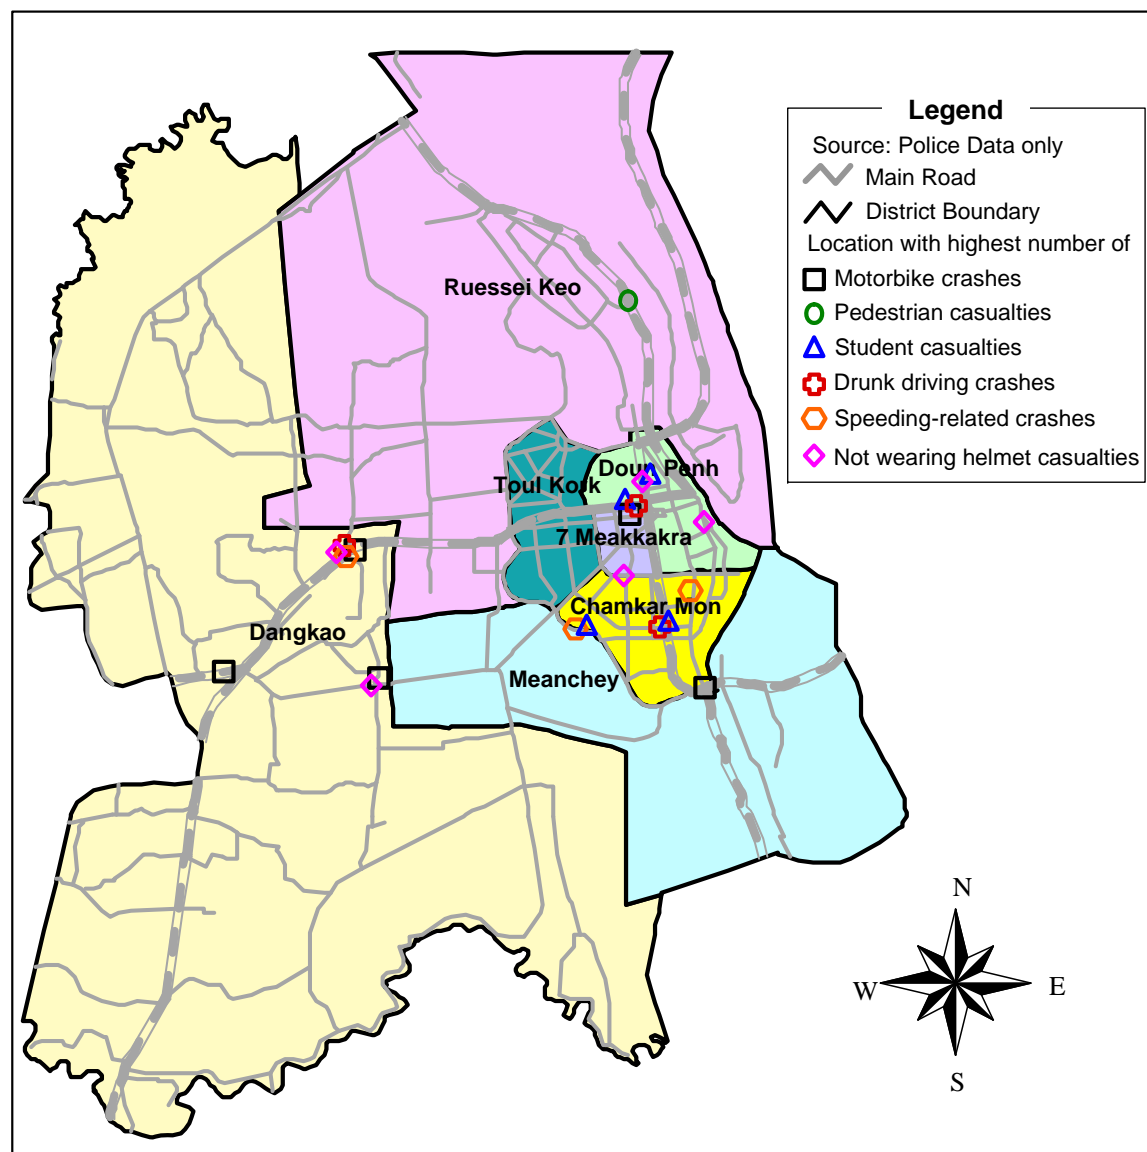 Legend
Source: Police Data only
Main Road
District Boundary
Location with highest number of
Motorbike crashes
Pedestrian casualties
Student casualties
Drunk driving crashes
Speeding-related crashes
Not wearing helmet casualties
Ruessei Keo
Doun Penh
Toul Kork
7 Meakkakra
Chamkar Mon
Dangkao
Meanchey
N
W
E
S